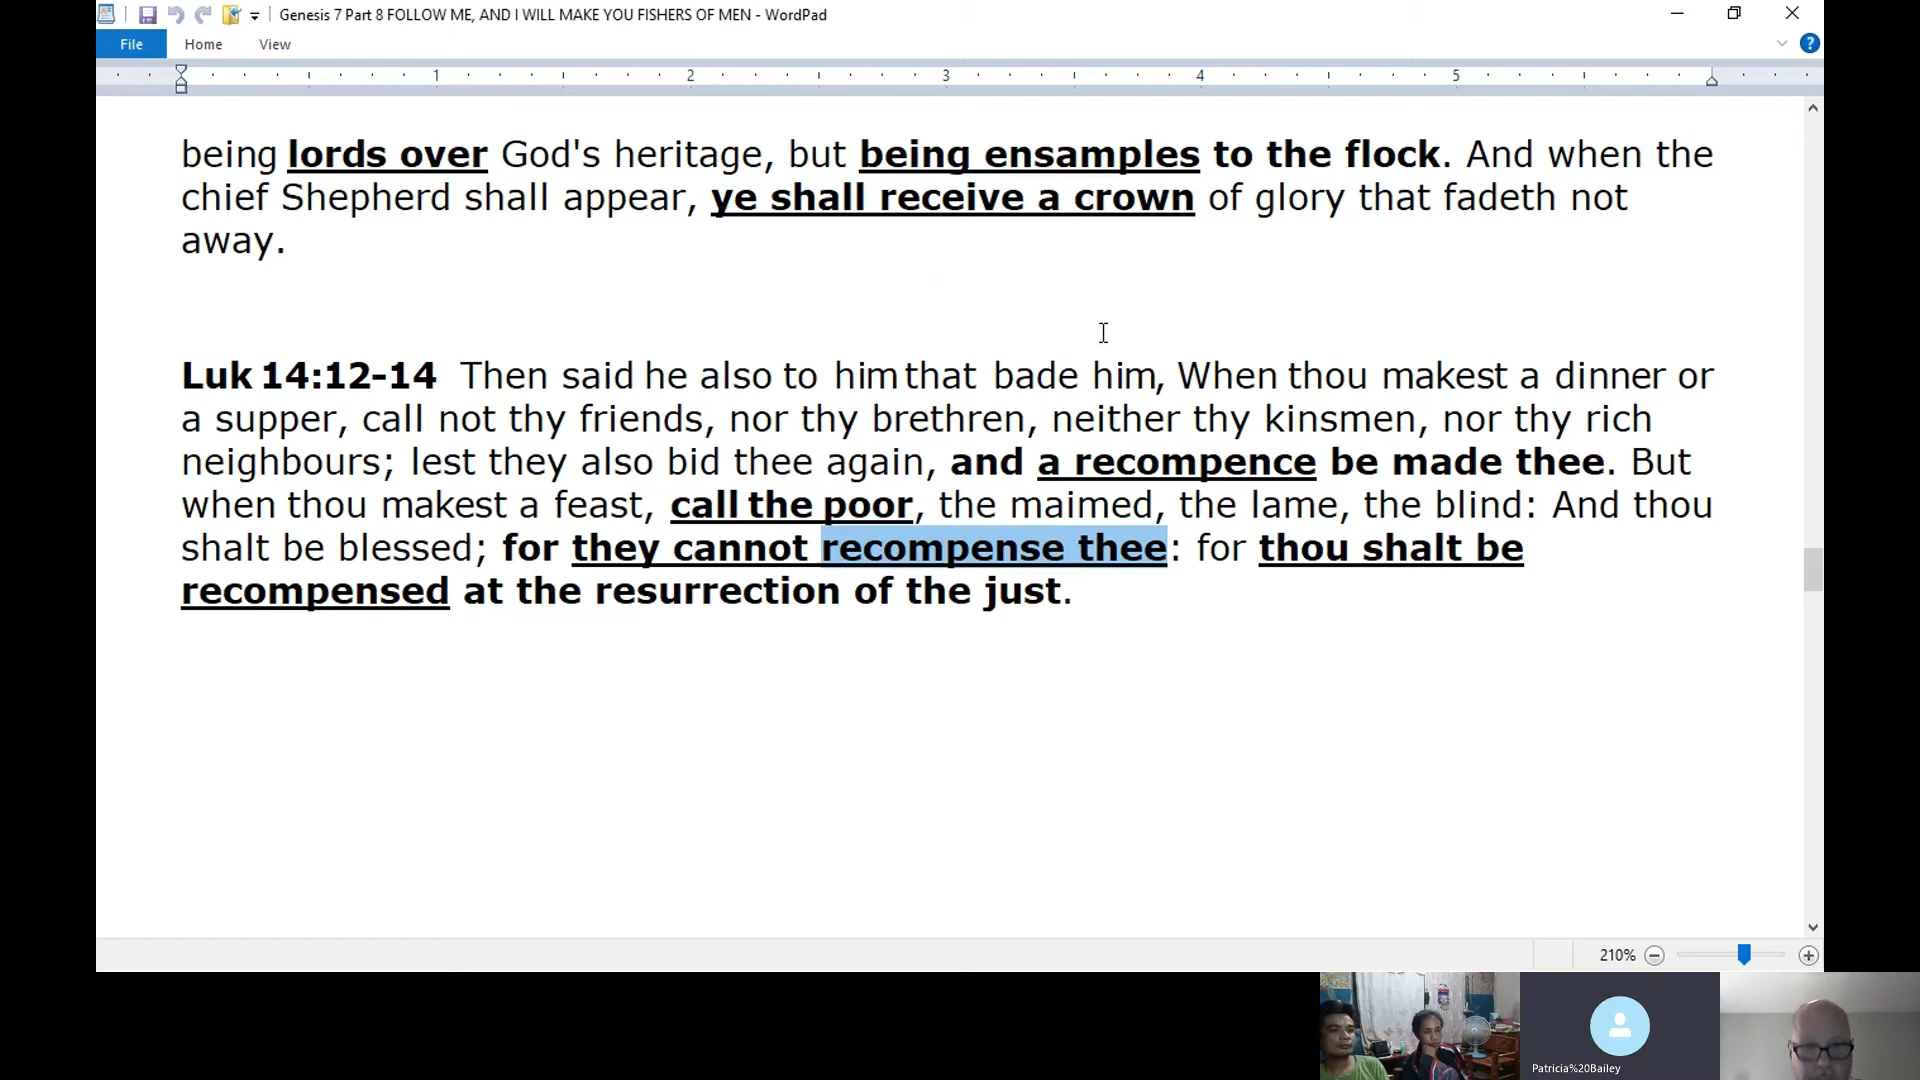 Genesis 7 Part 8 FOLLOW ME, AND I WILL MAKE YOU FISHERS OF MEN - WordPad
File Home View
1 2 3 4 5
being lords over God's heritage, but being ensamples to the flock. And when the
chief Shepherd shall appear, ye shall receive a crown of glory that fadeth not
away.
Luk 14:12-14 Then said he also to him that bade him, When thou makest a dinner or
a supper, call not thy friends, nor thy brethren, neither thy kinsmen, nor thy rich
neighbours; lest they also bid thee again, and a recompence be made thee. But
when thou makest a feast, call the poor, the maimed, the lame, the blind: And thou
shalt be blessed; for they cannot recompense thee: for thou shalt be
recompensed at the resurrection of the just.
210%
Patricia%20Bailey